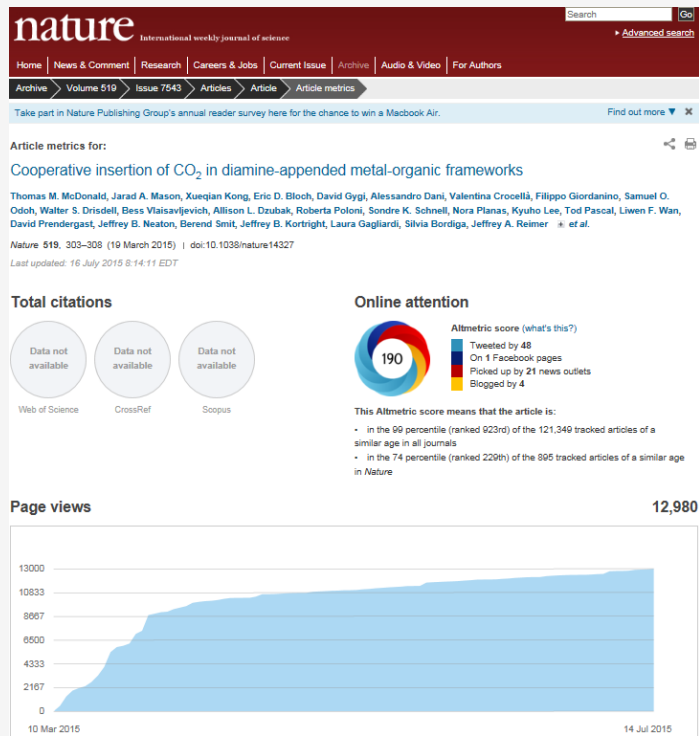 nature International weekly journal of science
Search Go
Advanced search
Home News & Comment Research Careers & Jobs Current Issue Archive Audio & Video For Authors
Archive Volume 519 Issue 7543 Articles Article Article metrics
Take part in Nature Publishing Group's annual reader survey here for the chance to win a Macbook Air. Find out more ▼ ✖
Article metrics for:
Cooperative insertion of CO₂ in diamine-appended metal-organic frameworks
Thomas M. McDonald, Jarad A. Mason, Xueqian Kong, Eric D. Bloch, David Gygi, Alessandro Dani, Valentina Crocellà, Filippo Giordanino, Samuel O.
Odoh, Walter S. Drisdell, Bess Vlaisavljevich, Allison L. Dzubak, Roberta Poloni, Sondre K. Schnell, Nora Planas, Kyuho Lee, Tod Pascal, Liwen F. Wan,
David Prendergast, Jeffrey B. Neaton, Berend Smit, Jeffrey B. Kortright, Laura Gagliardi, Silvia Bordiga, Jeffrey A. Reimer et al.
Nature 519, 303–308 (19 March 2015) | doi:10.1038/nature14327
Last updated: 16 July 2015 8:14:11 EDT
Total citations
Data not available
Web of Science
Data not available
CrossRef
Data not available
Scopus
Online attention
190
Altmetric score (what's this?)
Tweeted by 48
On 1 Facebook pages
Picked up by 21 news outlets
Blogged by 4
This Altmetric score means that the article is:
- in the 99 percentile (ranked 923rd) of the 121,349 tracked articles of a
similar age in all journals
- in the 74 percentile (ranked 229th) of the 895 tracked articles of a similar age
in Nature
Page views 12,980
13000
10833
8667
6500
4333
2167
0
10 Mar 2015 14 Jul 2015